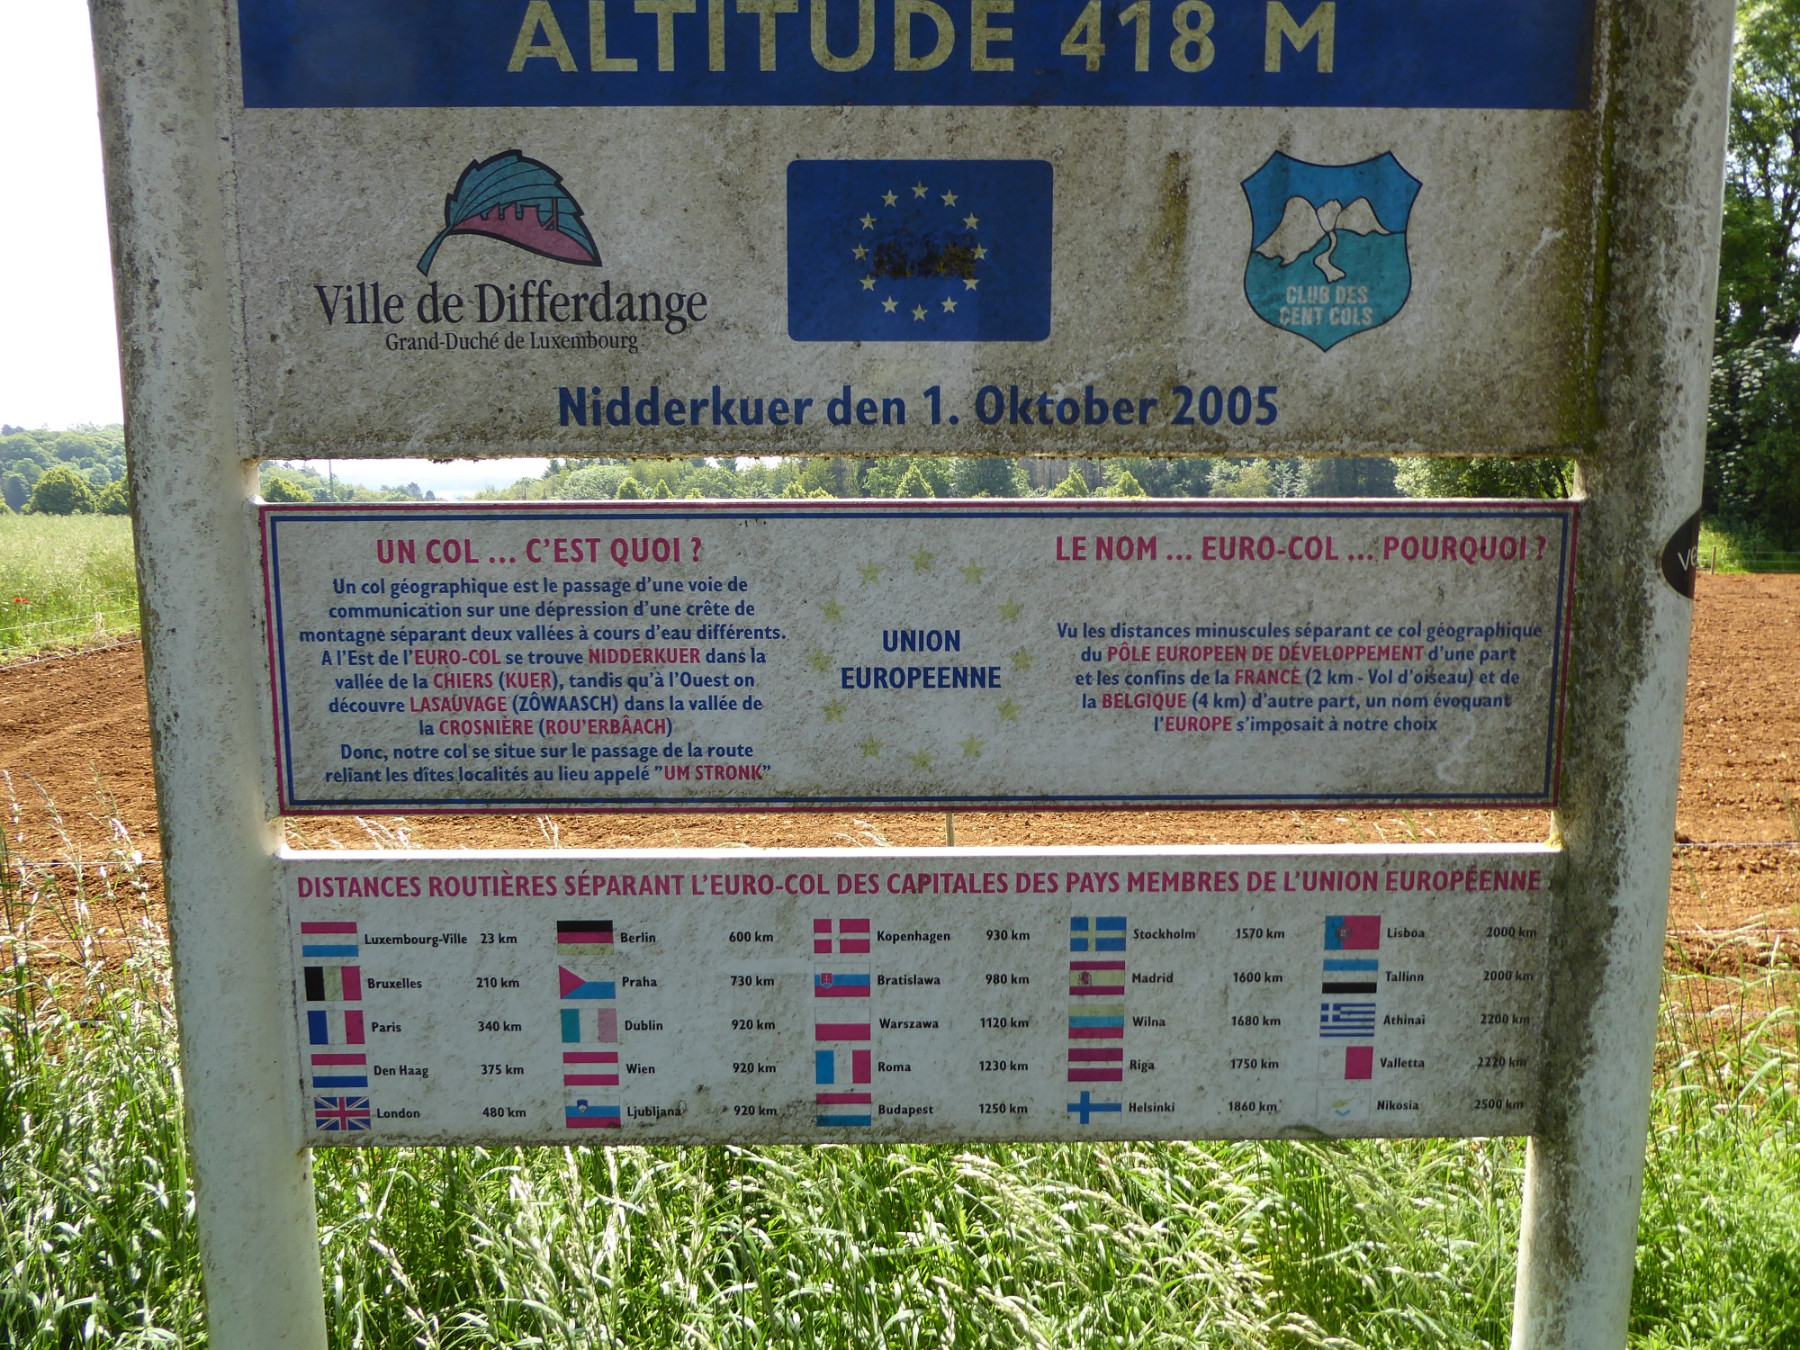 ALTITUDE 418 M
Ville de Differdange
Grand-Duché de Luxembourg
CLUB DES
CENT COLS
Nidderkuer den 1. Oktober 2005
UN COL ... C'EST QUOI ?
Un col géographique est le passage d'une voie de
communication sur une dépression d'une crête de
montagne séparant deux vallées à cours d'eau différents.
A l'Est de l'EURO-COL se trouve NIDDERKUER dans la
vallée de la CHIERS (KUER), tandis qu'à l'Ouest on
découvre LASAUVAGE (ZÔWAASCH) dans la vallée de
la CROSNIÈRE (ROU'ERBÂACH)
Donc, notre col se situe sur le passage de la route
reliant les dîtes localités au lieu appelé "UM STRONK"
UNION
EUROPEENNE
LE NOM ... EURO-COL ... POURQUOI ?
Vu les distances minuscules séparant ce col géographique
du PÔLE EUROPEEN DE DÉVELOPPEMENT d'une part
et les confins de la FRANCE (2 km - Vol d'oiseau) et de
la BELGIQUE (4 km) d'autre part, un nom évoquant
l'EUROPE s'imposait à notre choix
DISTANCES ROUTIÈRES SÉPARANT L'EURO-COL DES CAPITALES DES PAYS MEMBRES DE L'UNION EUROPÉENNE
Luxembourg-Ville 23 km
Bruxelles 210 km
Paris 340 km
Den Haag 375 km
London 480 km
Berlin 600 km
Praha 730 km
Dublin 920 km
Wien 920 km
Ljubljana 920 km
Kopenhagen 930 km
Bratislawa 980 km
Warszawa 1120 km
Roma 1230 km
Budapest 1250 km
Stockholm 1570 km
Madrid 1600 km
Wilna 1680 km
Riga 1750 km
Helsinki 1860 km
Lisboa 2000 km
Tallinn 2000 km
Athinai 2200 km
Valletta 2220 km
Nikosia 2500 km